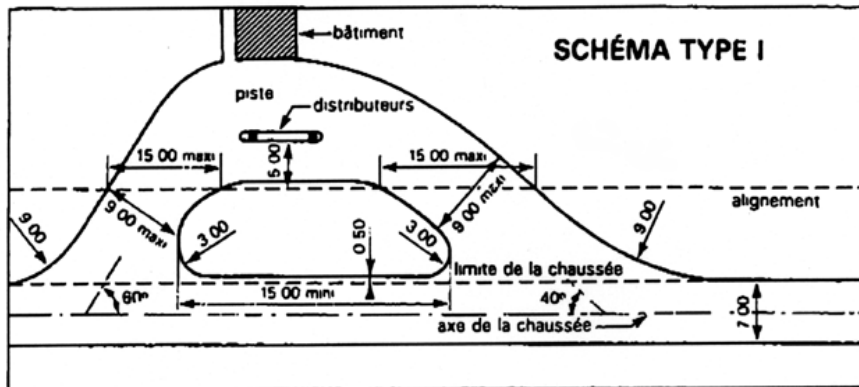 bâtiment
SCHÉMA TYPE I
piste
distributeurs
15 00 maxi
5 00
15 00 maxi
9 00 maxi
9 00 maxi
alignement
9 00
9 00
3 00
0 50
3 00
limite de la chaussée
60º
15 00 mini
40º
axe de la chaussée
7 00